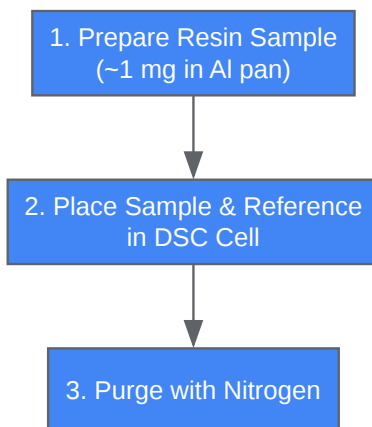 1. Prepare Resin Sample
(~1 mg in Al pan)
2. Place Sample & Reference
in DSC Cell
3. Purge with Nitrogen